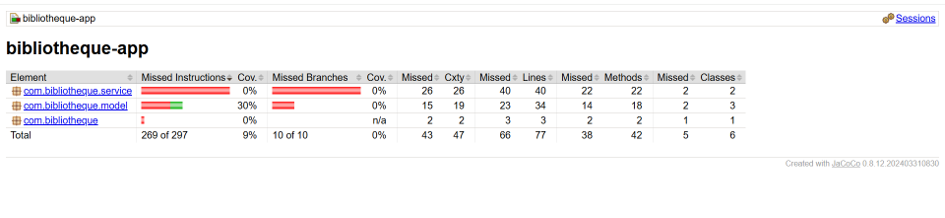 bibliotheque-app Sessions
bibliotheque-app
Element Missed Instructions Cov. Missed Branches Cov. Missed Cxty Missed Lines Missed Methods Missed Classes
com.bibliotheque.service 0% 0% 26 26 40 40 22 22 2 2
com.bibliotheque.model 30% 0% 15 19 23 34 14 18 2 3
com.bibliotheque 0% n/a 2 2 3 3 2 2 1 1
Total 269 of 297 9% 10 of 10 0% 43 47 66 77 38 42 5 6
Created with JaCoCo 0.8.12.202403310830